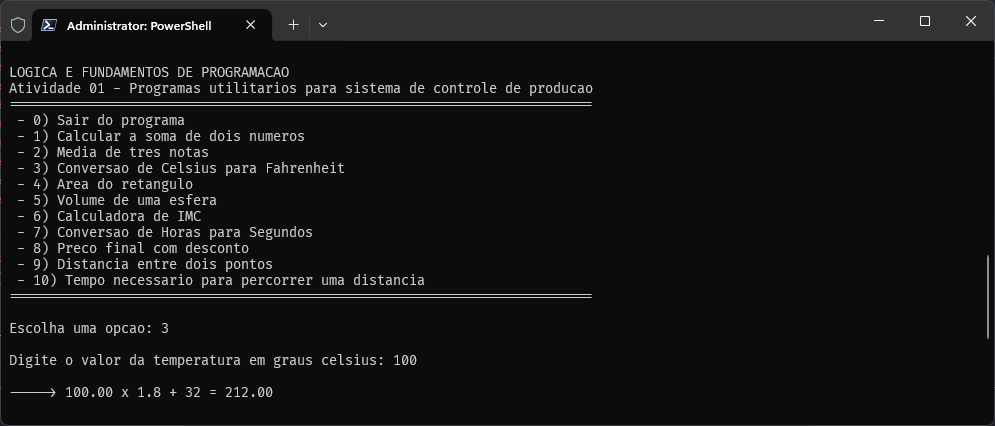 Administrator: PowerShell
LOGICA E FUNDAMENTOS DE PROGRAMACAO
Atividade 01 - Programas utilitarios para sistema de controle de producao
=========================================================================
- 0) Sair do programa
- 1) Calcular a soma de dois numeros
- 2) Media de tres notas
- 3) Conversao de Celsius para Fahrenheit
- 4) Area do retangulo
- 5) Volume de uma esfera
- 6) Calculadora de IMC
- 7) Conversao de Horas para Segundos
- 8) Preco final com desconto
- 9) Distancia entre dois pontos
- 10) Tempo necessario para percorrer uma distancia
=========================================================================
Escolha uma opcao: 3
Digite o valor da temperatura em graus celsius: 100
-----> 100.00 x 1.8 + 32 = 212.00